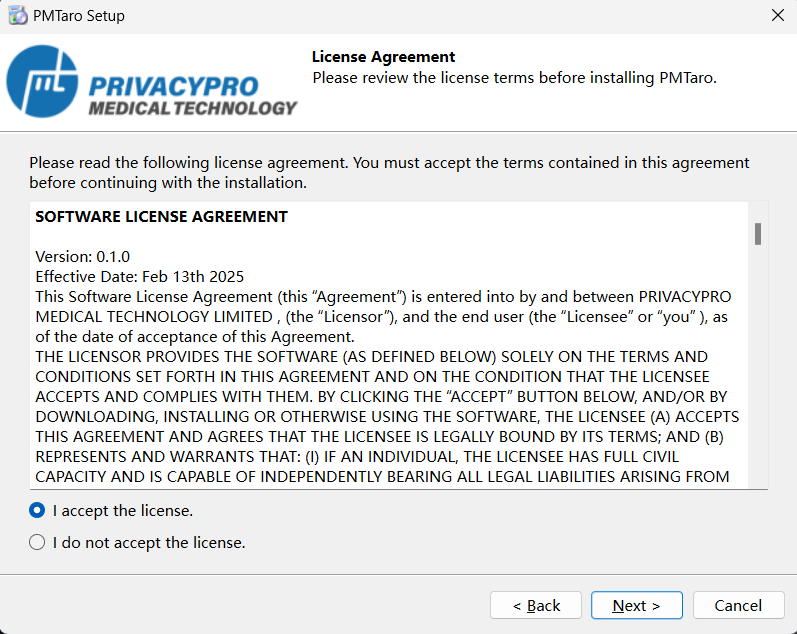 PMTaro Setup
mt
PRIVACYPRO
MEDICAL TECHNOLOGY
License Agreement
Please review the license terms before installing PMTaro.
Please read the following license agreement. You must accept the terms contained in this agreement
before continuing with the installation.
SOFTWARE LICENSE AGREEMENT
Version: 0.1.0
Effective Date: Feb 13th 2025
This Software License Agreement (this “Agreement”) is entered into by and between PRIVACYPRO
MEDICAL TECHNOLOGY LIMITED , (the “Licensor”), and the end user (the “Licensee” or “you” ), as
of the date of acceptance of this Agreement.
THE LICENSOR PROVIDES THE SOFTWARE (AS DEFINED BELOW) SOLELY ON THE TERMS AND
CONDITIONS SET FORTH IN THIS AGREEMENT AND ON THE CONDITION THAT THE LICENSEE
ACCEPTS AND COMPLIES WITH THEM. BY CLICKING THE “ACCEPT” BUTTON BELOW, AND/OR BY
DOWNLOADING, INSTALLING OR OTHERWISE USING THE SOFTWARE, THE LICENSEE (A) ACCEPTS
THIS AGREEMENT AND AGREES THAT THE LICENSEE IS LEGALLY BOUND BY ITS TERMS; AND (B)
REPRESENTS AND WARRANTS THAT: (I) IF AN INDIVIDUAL, THE LICENSEE HAS FULL CIVIL
CAPACITY AND IS CAPABLE OF INDEPENDENTLY BEARING ALL LEGAL LIABILITIES ARISING FROM
I accept the license.
I do not accept the license.
< Back
Next >
Cancel